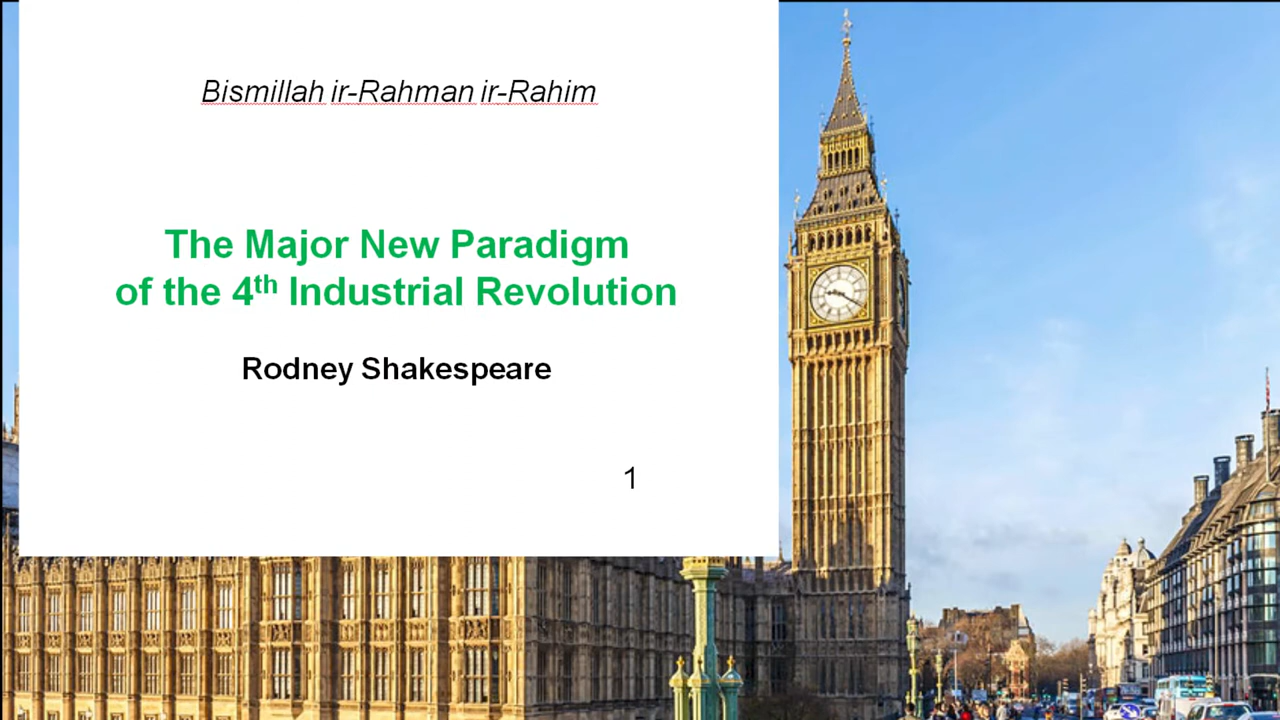 Bismillah ir-Rahman ir-Rahim
The Major New Paradigm
of the 4th Industrial Revolution
Rodney Shakespeare
1